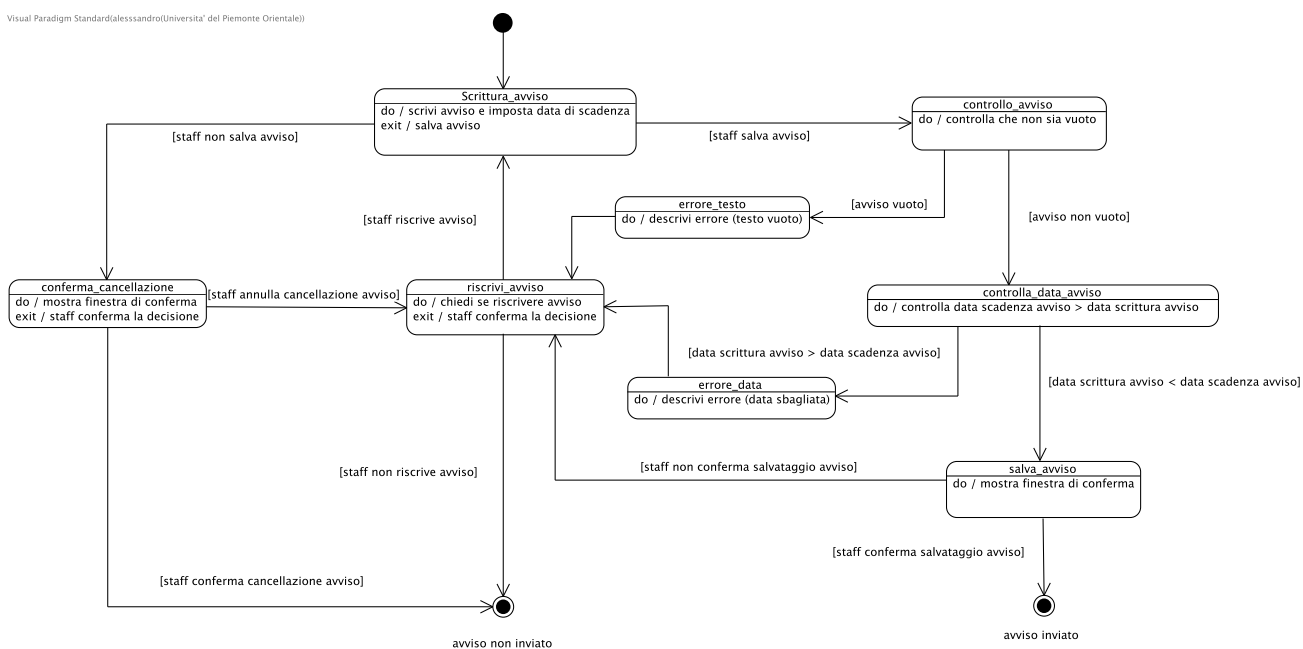 Visual Paradigm Standard(alesssandro(Universita' del Piemonte Orientale))
Scrittura_avviso
do / scrivi avviso e imposta data di scadenza
exit / salva avviso
controllo_avviso
do / controlla che non sia vuoto
[staff non salva avviso]
[staff salva avviso]
errore_testo
do / descrivi errore (testo vuoto)
[avviso vuoto]
[staff riscrive avviso]
[avviso non vuoto]
conferma_cancellazione
do / mostra finestra di conferma
exit / staff conferma la decisione
[staff annulla cancellazione avviso]
riscrivi_avviso
do / chiedi se riscrivere avviso
exit / staff conferma la decisione
controlla_data_avviso
do / controlla data scadenza avviso > data scrittura avviso
[data scrittura avviso > data scadenza avviso]
errore_data
do / descrivi errore (data sbagliata)
[data scrittura avviso < data scadenza avviso]
[staff non riscrive avviso]
[staff non conferma salvataggio avviso]
salva_avviso
do / mostra finestra di conferma
[staff conferma salvataggio avviso]
[staff conferma cancellazione avviso]
avviso non inviato
avviso inviato